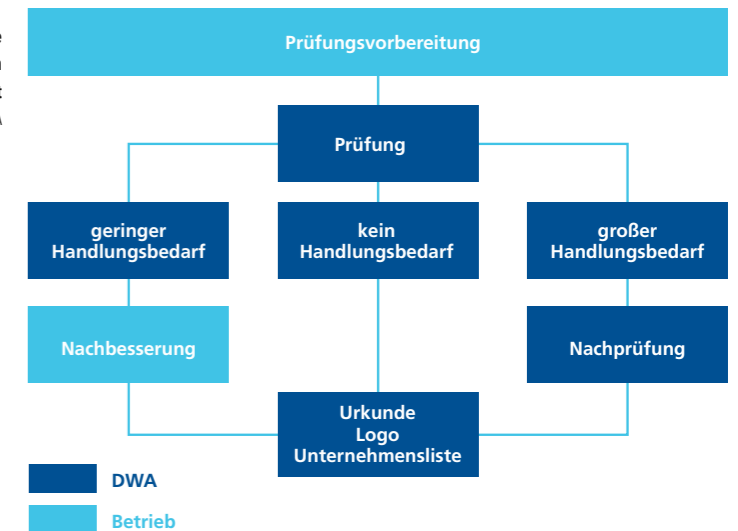 Prüfungsvorbereitung
Prüfung
geringer
Handlungsbedarf
kein
Handlungsbedarf
großer
Handlungsbedarf
Nachbesserung
Nachprüfung
Urkunde
Logo
Unternehmensliste
DWA
Betrieb